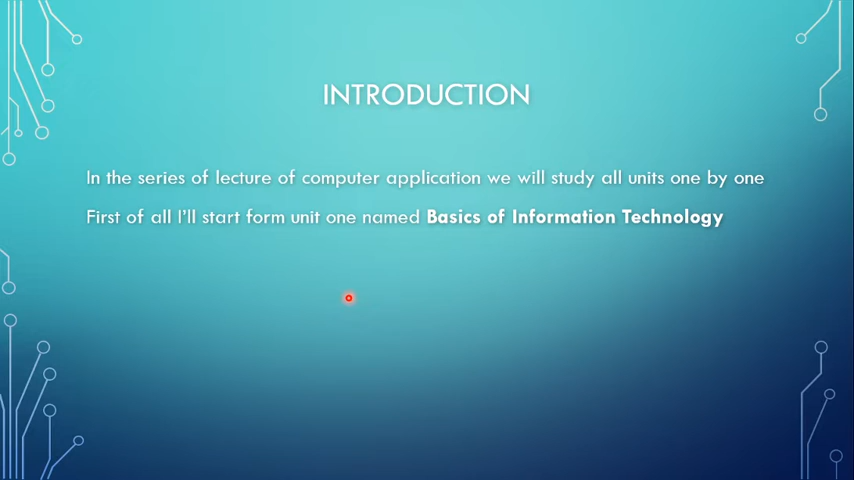 INTRODUCTION
In the series of lecture of computer application we will study all units one by one
First of all I'll start form unit one named Basics of Information Technology